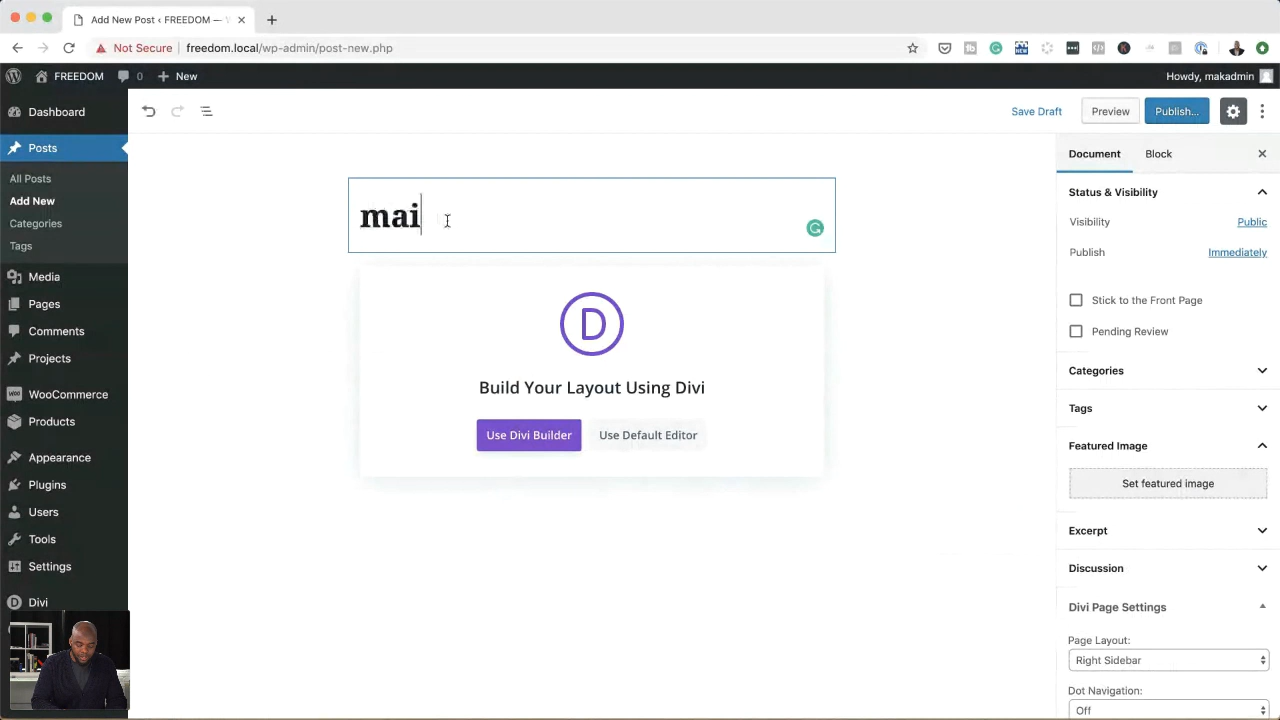 Add New Post ‹ FREEDOM —
Not Secure
freedom.local/wp-admin/post-new.php
FREEDOM
0
New
Howdy, makadmin
Dashboard
Posts
All Posts
Add New
Categories
Tags
Media
Pages
Comments
Projects
WooCommerce
Products
Appearance
Plugins
Users
Tools
Settings
Divi
Save Draft
Preview
Publish...
mai
D
Build Your Layout Using Divi
Use Divi Builder
Use Default Editor
Document
Block
Status & Visibility
Visibility
Public
Publish
Immediately
Stick to the Front Page
Pending Review
Categories
Tags
Featured Image
Set featured image
Excerpt
Discussion
Divi Page Settings
Page Layout:
Right Sidebar
Dot Navigation:
Off